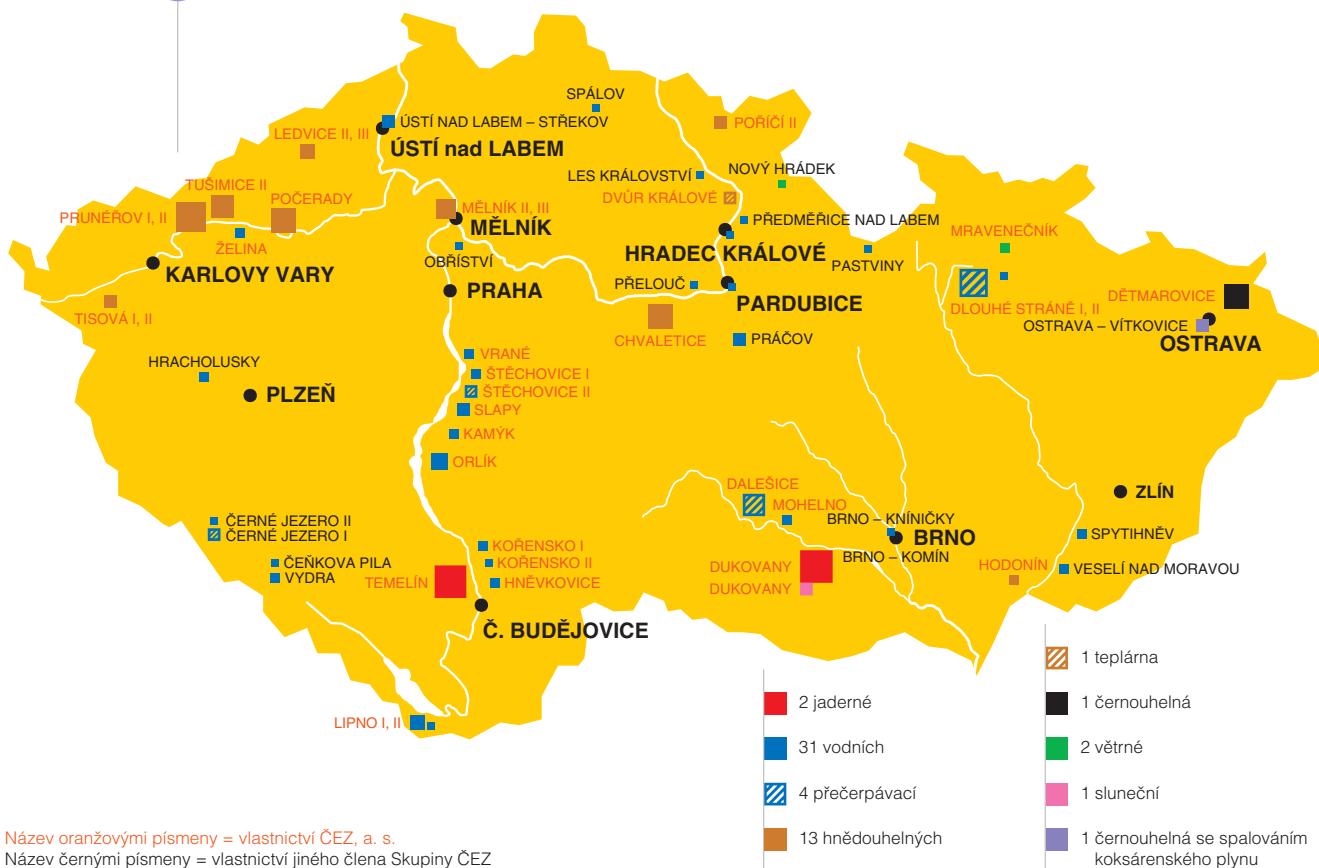 SPÁLOV
ÚSTÍ NAD LABEM – STŘEKOV
POŘÍČÍ II
LEDVICE II, III
ÚSTÍ nad LABEM
NOVÝ HRÁDEK
LES KRÁLOVSTVÍ
TUŠIMICE II
DVŮR KRÁLOVÉ
POČERADY
MĚLNÍK II, III
PRUNÉŘOV I, II
PŘEDMĚŘICE NAD LABEM
MĚLNÍK
MRAVENEČNÍK
ŽELINA
HRADEC KRÁLOVÉ
OBŘÍSTVÍ
PASTVINY
KARLOVY VARY
PŘELOUČ
PRAHA
PARDUBICE
DĚTMAROVICE
DLOUHÉ STRÁNĚ I, II
TISOVÁ I, II
OSTRAVA – VÍTKOVICE
CHVALETICE
PRÁČOV
OSTRAVA
VRANÉ
HRACHOLUSKY
ŠTĚCHOVICE I
ŠTĚCHOVICE II
PLZEŇ
SLAPY
KAMÝK
ORLÍK
DALEŠICE
ZLÍN
MOHELNO
ČERNÉ JEZERO II
BRNO – KNÍNIČKY
ČERNÉ JEZERO I
SPYTIHNĚV
BRNO
KOŘENSKO I
BRNO – KOMÍN
ČEŇKOVA PILA
KOŘENSKO II
HODONÍN
DUKOVANY
VESELÍ NAD MORAVOU
VYDRA
TEMELÍN
HNĚVKOVICE
DUKOVANY
Č. BUDĚJOVICE
LIPNO I, II
2 jaderné
31 vodních
4 přečerpávací
13 hnědouhelných
1 teplárna
1 černouhelná
2 větrné
1 sluneční
1 černouhelná se spalováním
koksárenského plynu
Název oranžovými písmeny = vlastnictví ČEZ, a. s.
Název černými písmeny = vlastnictví jiného člena Skupiny ČEZ